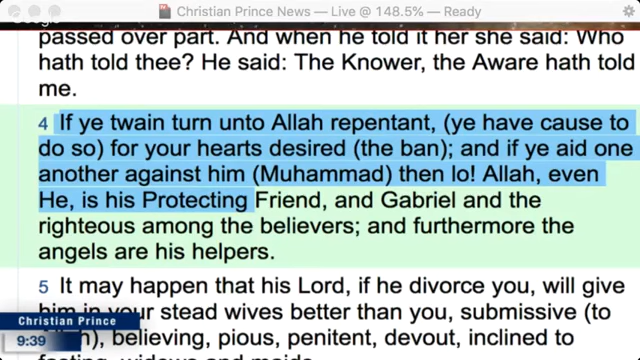 Christian Prince News — Live @ 148.5% — Ready
passed over part. And when he told it her she said: Who
hath told thee? He said: The Knower, the Aware hath told
me.
4 If ye twain turn unto Allah repentant, (ye have cause to
do so) for your hearts desired (the ban); and if ye aid one
another against him (Muhammad) then lo! Allah, even
He, is his Protecting Friend, and Gabriel and the
righteous among the believers; and furthermore the
angels are his helpers.
5 It may happen that his Lord, if he divorce you, will give
him in your stead wives better than you, submissive (to
believing, pious, penitent, devout, inclined to
Christian Prince
9:39